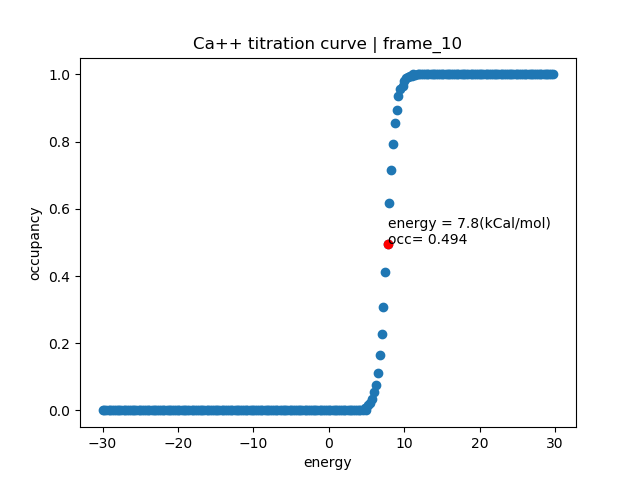 Ca++ titration curve | frame_10
1.0
0.8
0.6
0.4
0.2
0.0
occupancy
energy = 7.8(kCal/mol)
occ= 0.494
−30
−20
−10
0
10
20
30
energy